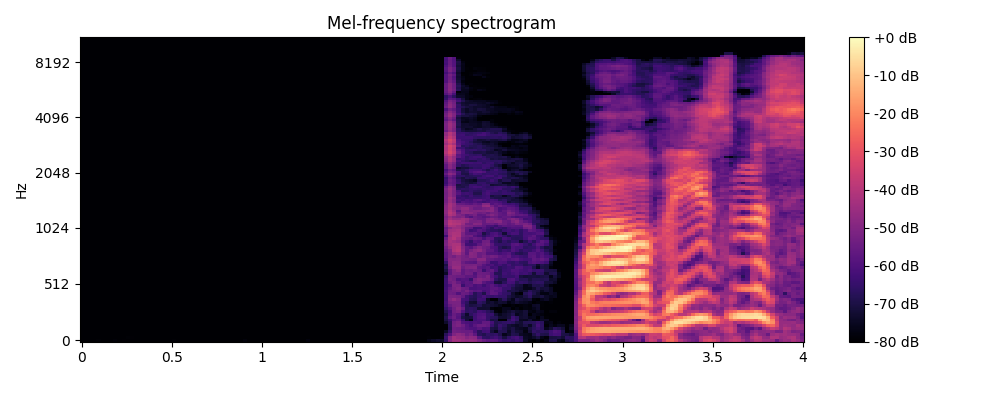 Mel-frequency spectrogram
8192
4096
2048
1024
512
0
Hz
0 0.5 1 1.5 2 2.5 3 3.5 4
Time
+0 dB
-10 dB
-20 dB
-30 dB
-40 dB
-50 dB
-60 dB
-70 dB
-80 dB